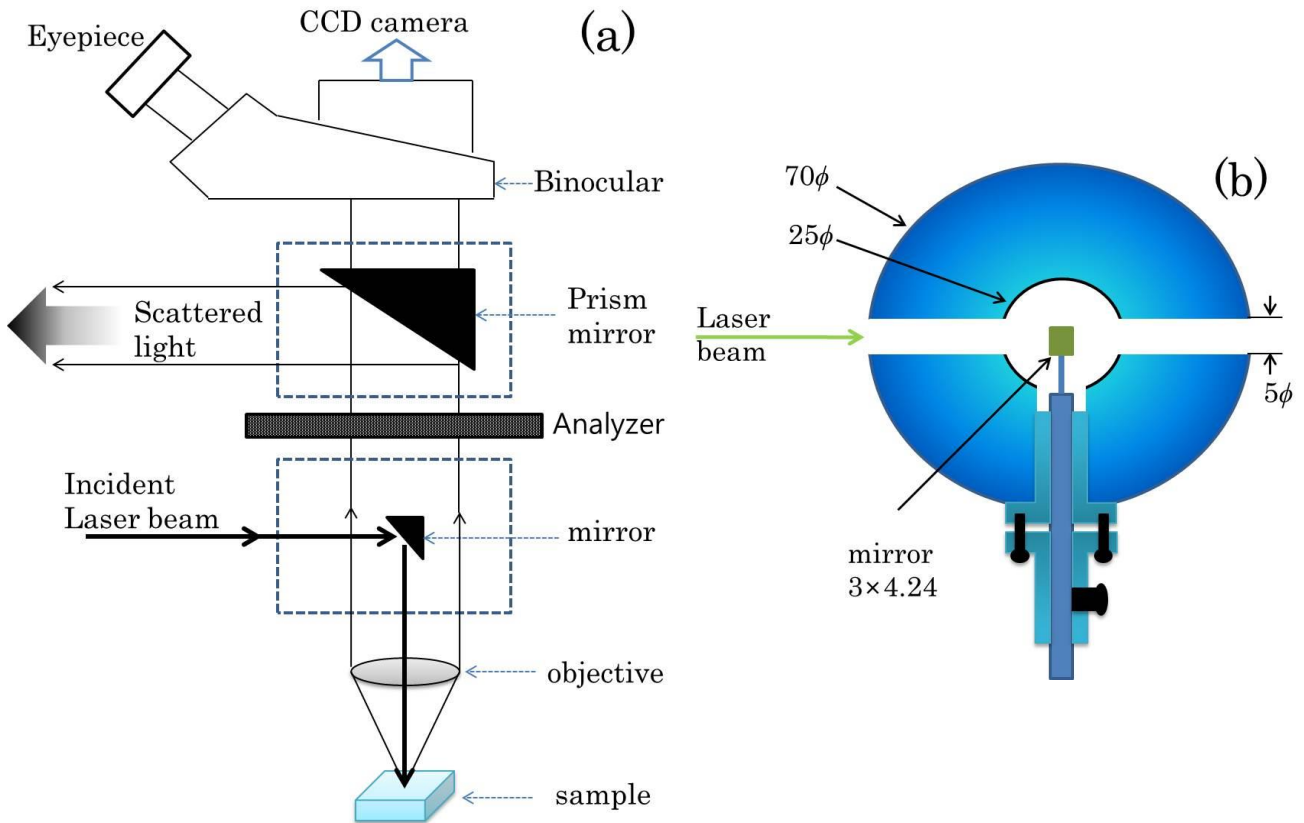 CCD camera
(a)
Eyepiece
Binocular
Scattered
light
Prism
mirror
Analyzer
Incident
Laser beam
mirror
objective
sample
(b)
70ϕ
25ϕ
Laser
beam
5ϕ
mirror
3×4.24